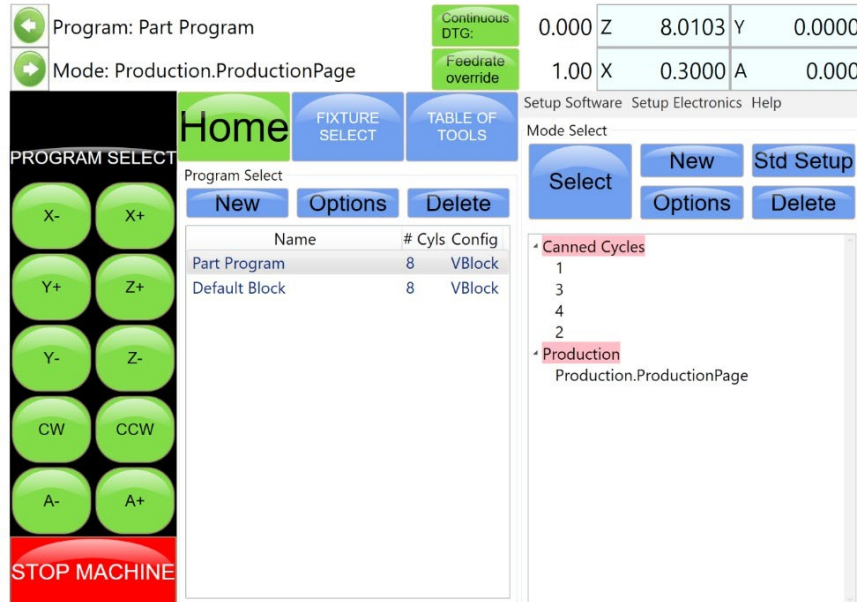 Program: Part Program
Continuous DTG: 0.000 Z 8.0103 Y 0.0000
Mode: Production.ProductionPage
Feedrate override 1.00 X 0.3000 A 0.000
PROGRAM SELECT
X- X+
Y+ Z+
Y- Z-
CW CCW
A- A+
STOP MACHINE
Home
FIXTURE SELECT
TABLE OF TOOLS
Program Select
New Options Delete
Name # Cyls Config
Part Program 8 VBlock
Default Block 8 VBlock
Setup Software Setup Electronics Help
Mode Select
Select
New Std Setup
Options Delete
Canned Cycles
1
3
4
2
Production
Production.ProductionPage